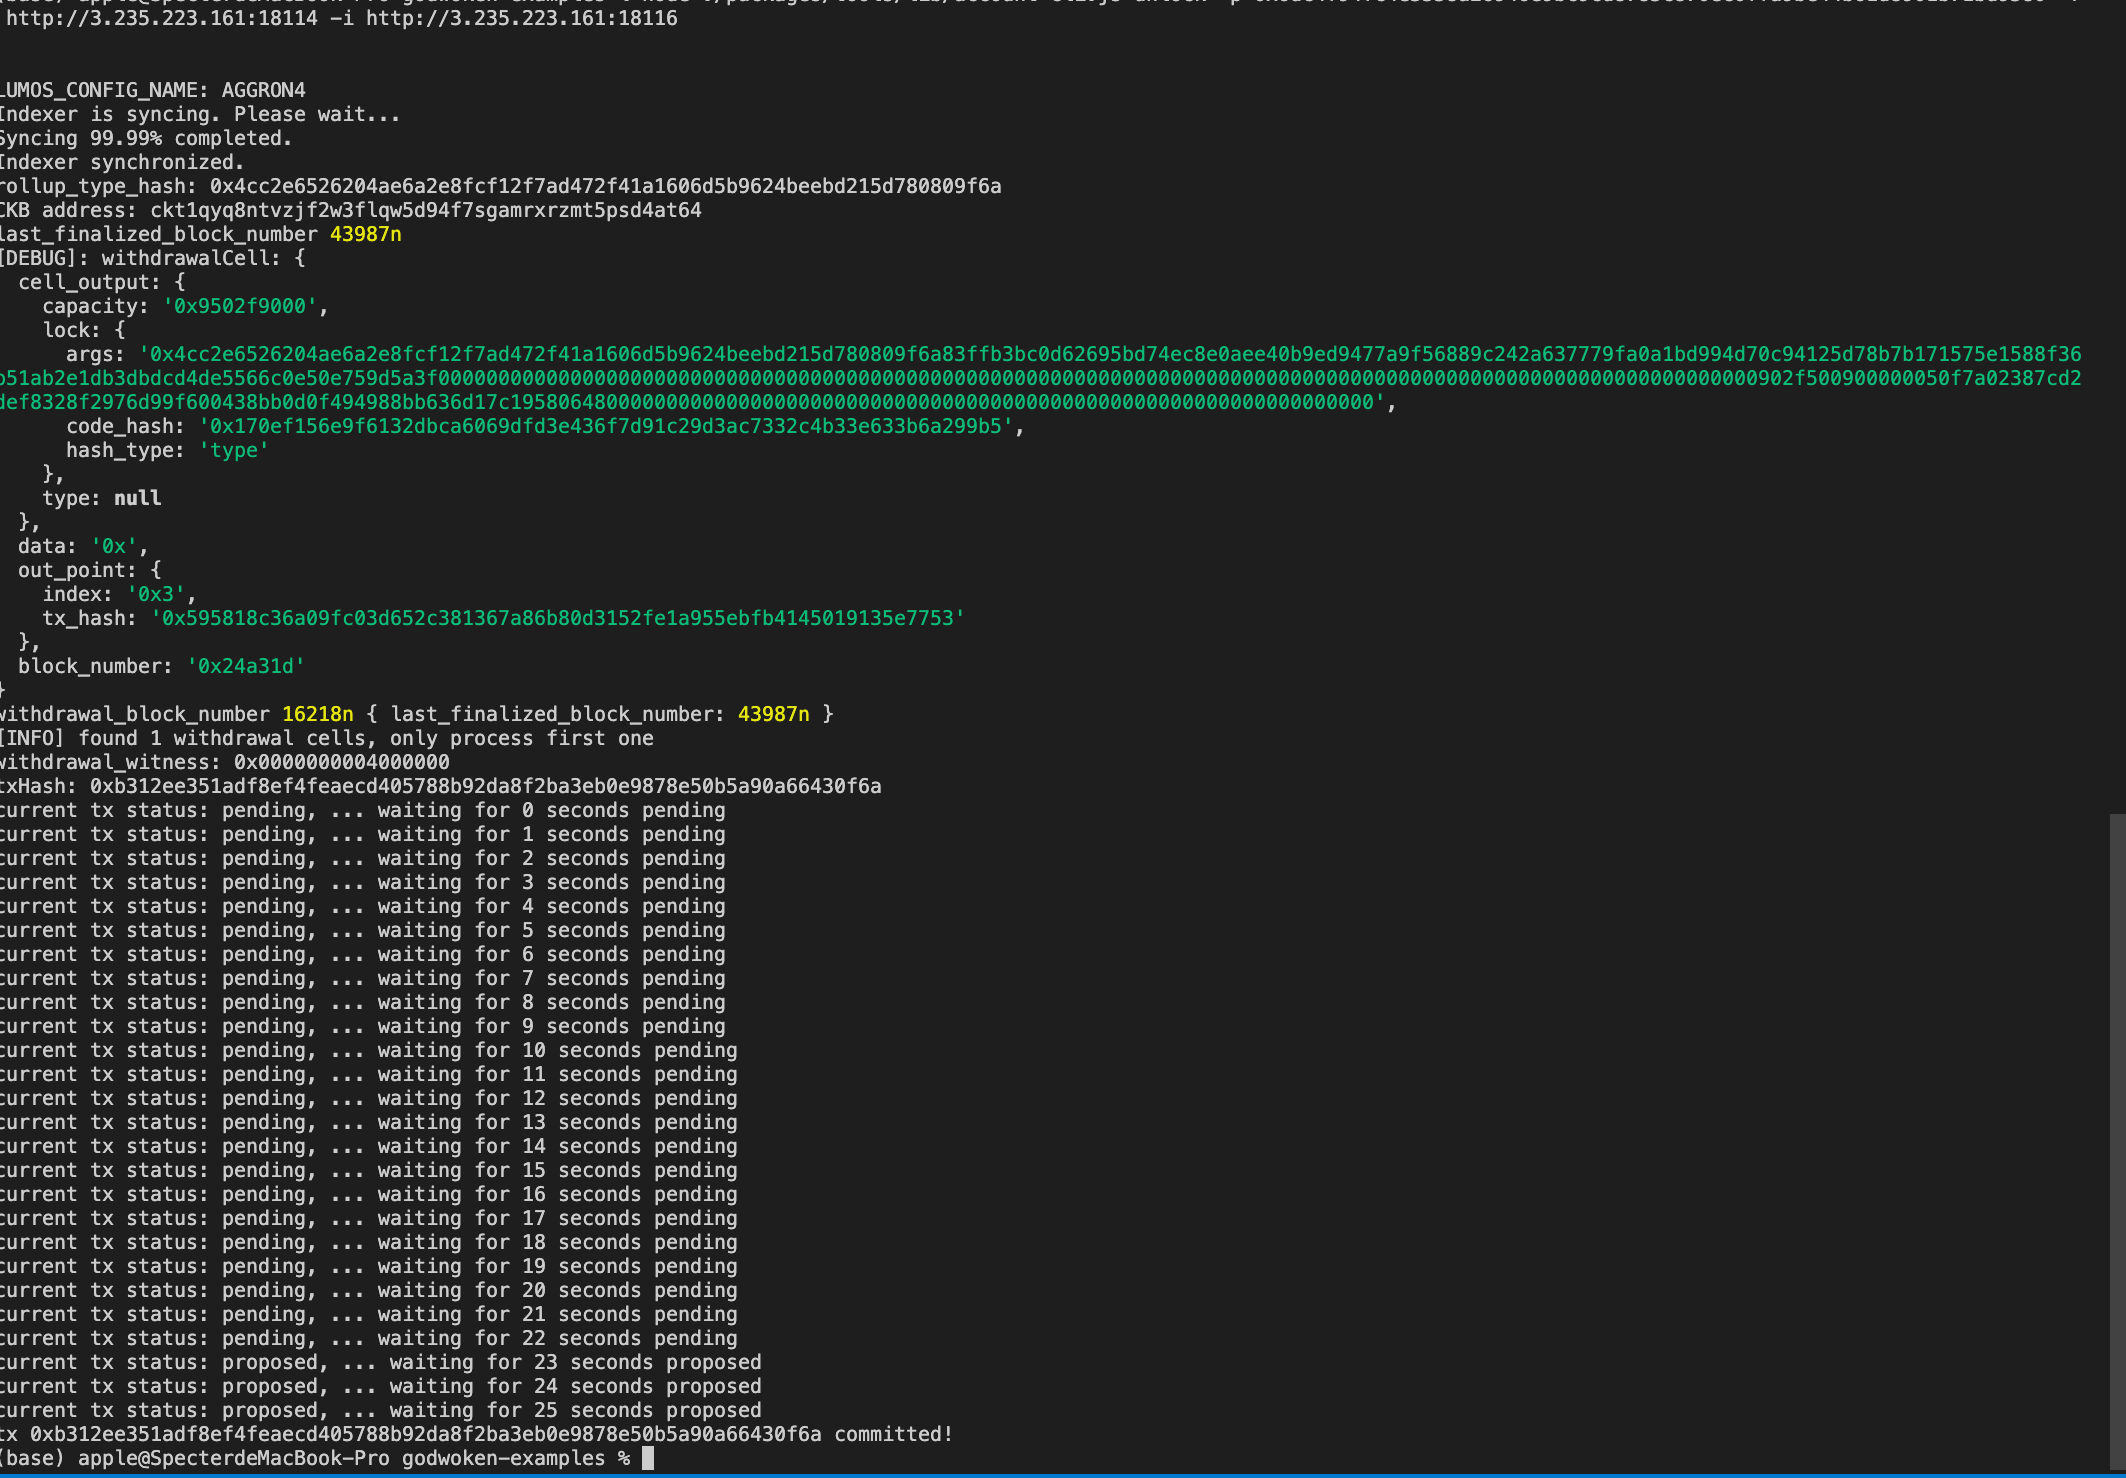 http://3.235.223.161:18114 -i http://3.235.223.161:18116
LUMOS_CONFIG_NAME: AGGRON4
Indexer is syncing. Please wait...
Syncing 99.99% completed.
Indexer synchronized.
rollup_type_hash: 0x4cc2e6526204ae6a2e8fcf12f7ad472f41a1606d5b9624beebd215d780809f6a
CKB address: ckt1qyq8ntvzjf2w3flqw5d94f7sgamrxrzmt5psd4at64
last_finalized_block_number 43987n
[DEBUG]: withdrawalCell: {
cell_output: {
capacity: '0x9502f9000',
lock: {
args: '0x4cc2e6526204ae6a2e8fcf12f7ad472f41a1606d5b9624beebd215d780809f6a83ffb3bc0d62695bd74ec8e0aee40b9ed9477a9f56889c242a637779fa0a1bd994d70c94125d78b7b171575e1588f36
code_hash: '0x170ef156e9f6132dbca6069dfd3e436f7d91c29d3ac7332c4b33e633b6a299b5',
hash_type: 'type'
},
type: null
},
data: '0x',
out_point: {
index: '0x3',
tx_hash: '0x595818c36a09fc03d652c381367a86b80d3152fe1a955ebfb4145019135e7753'
},
block_number: '0x24a31d'
}
withdrawal_block_number 16218n { last_finalized_block_number: 43987n }
[INFO] found 1 withdrawal cells, only process first one
withdrawal_witness: 0x0000000004000000
txHash: 0xb312ee351adf8ef4feaecd405788b92da8f2ba3eb0e9878e50b5a90a66430f6a
current tx status: pending, ... waiting for 0 seconds pending
current tx status: pending, ... waiting for 1 seconds pending
current tx status: pending, ... waiting for 2 seconds pending
current tx status: pending, ... waiting for 3 seconds pending
current tx status: pending, ... waiting for 4 seconds pending
current tx status: pending, ... waiting for 5 seconds pending
current tx status: pending, ... waiting for 6 seconds pending
current tx status: pending, ... waiting for 7 seconds pending
current tx status: pending, ... waiting for 8 seconds pending
current tx status: pending, ... waiting for 9 seconds pending
current tx status: pending, ... waiting for 10 seconds pending
current tx status: pending, ... waiting for 11 seconds pending
current tx status: pending, ... waiting for 12 seconds pending
current tx status: pending, ... waiting for 13 seconds pending
current tx status: pending, ... waiting for 14 seconds pending
current tx status: pending, ... waiting for 15 seconds pending
current tx status: pending, ... waiting for 16 seconds pending
current tx status: pending, ... waiting for 17 seconds pending
current tx status: pending, ... waiting for 18 seconds pending
current tx status: pending, ... waiting for 19 seconds pending
current tx status: pending, ... waiting for 20 seconds pending
current tx status: pending, ... waiting for 21 seconds pending
current tx status: pending, ... waiting for 22 seconds pending
current tx status: proposed, ... waiting for 23 seconds proposed
current tx status: proposed, ... waiting for 24 seconds proposed
current tx status: proposed, ... waiting for 25 seconds proposed
tx 0xb312ee351adf8ef4feaecd405788b92da8f2ba3eb0e9878e50b5a90a66430f6a committed!
(base) apple@SpecterdeMacBook-Pro godwoken-examples %